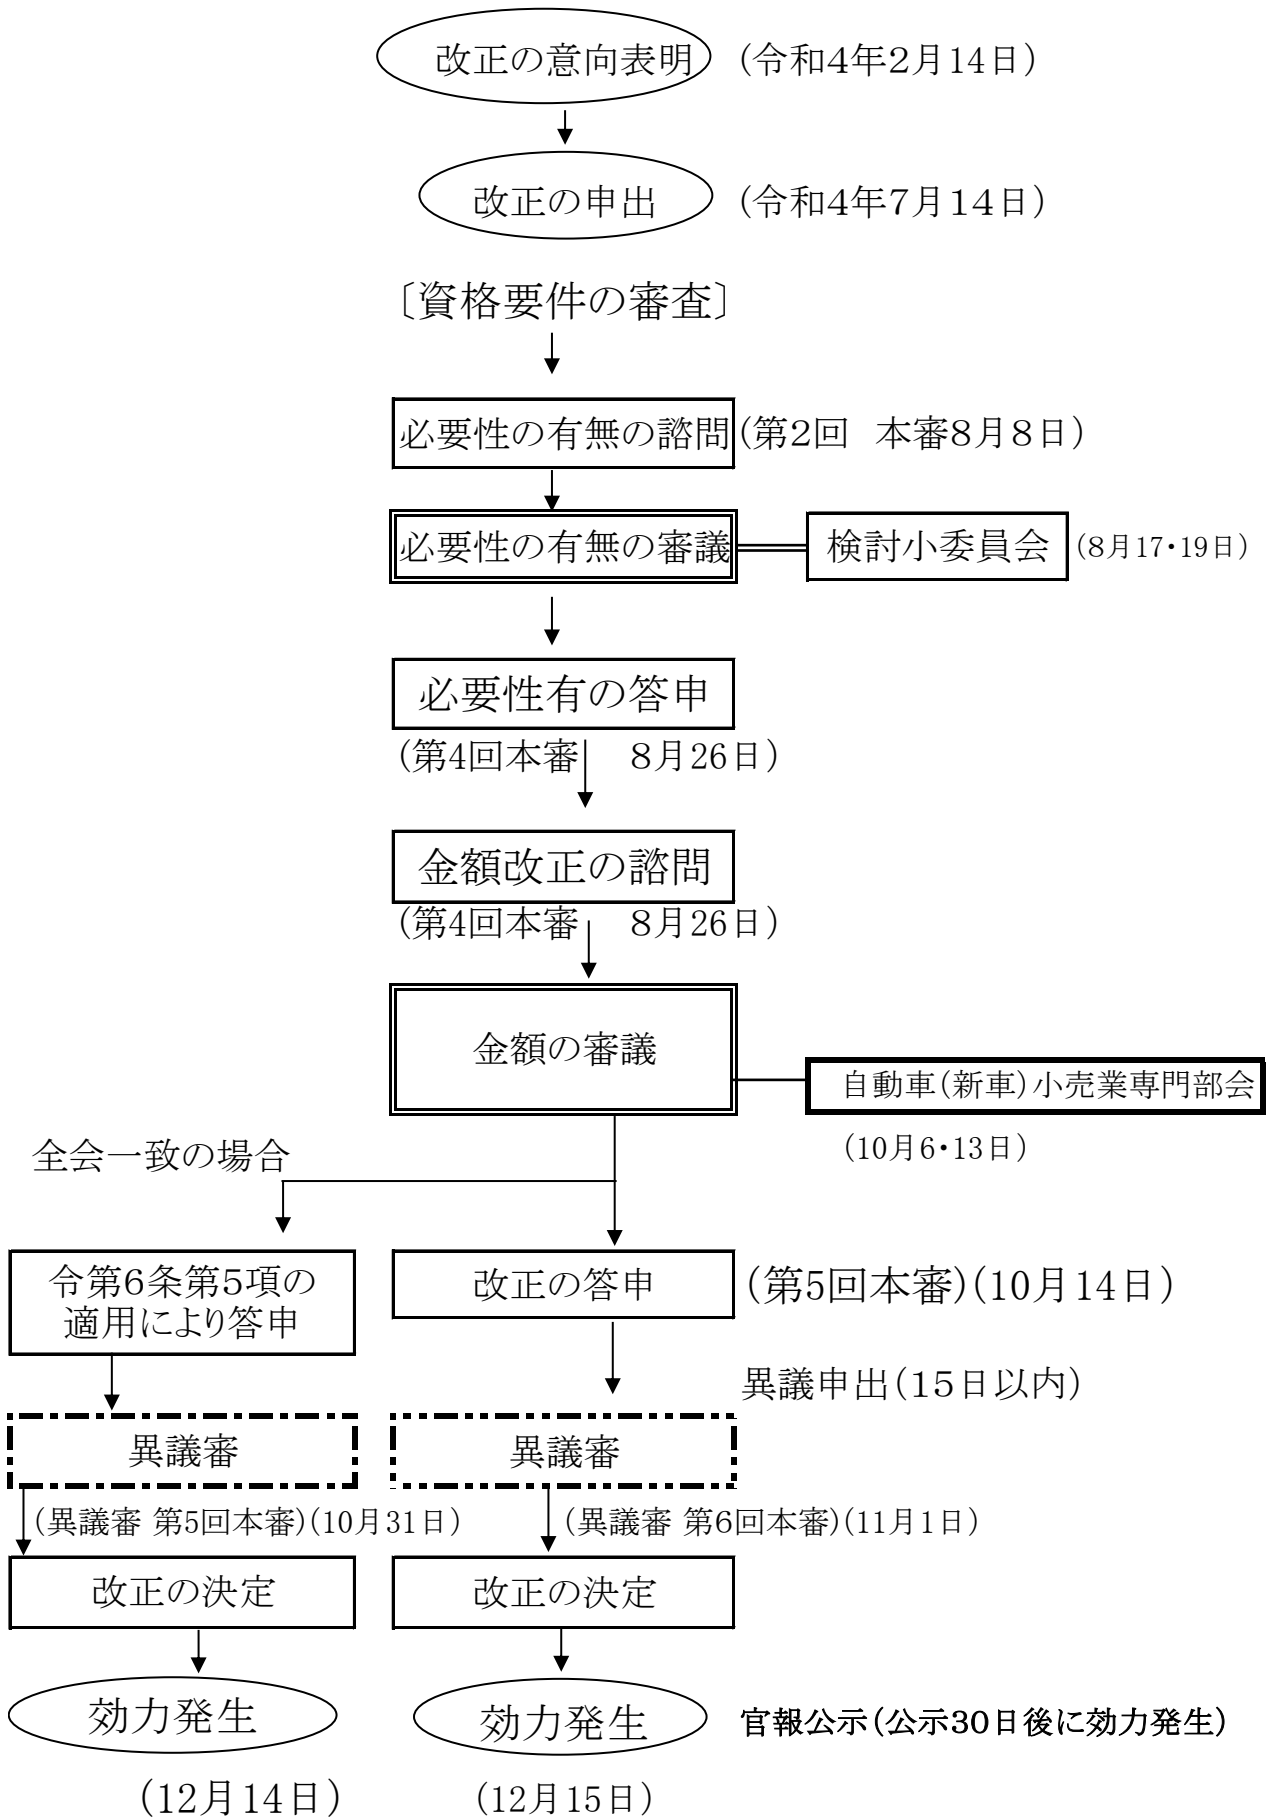 改正の意向表明 (令和4年2月14日)
改正の申出 (令和4年7月14日)
〔資格要件の審査〕
必要性の有無の諮問 (第2回 本審8月8日)
必要性の有無の審議 検討小委員会 (8月17・19日)
必要性有の答申
(第4回本審 8月26日)
金額改正の諮問
(第4回本審 8月26日)
金額の審議
自動車(新車)小売業専門部会
(10月6・13日)
全会一致の場合
令第6条第5項の
適用により答申
改正の答申 (第5回本審)(10月14日)
異議申出(15日以内)
異議審 異議審
(異議審 第5回本審)(10月31日) (異議審 第6回本審)(11月1日)
改正の決定 改正の決定
効力発生 効力発生 官報公示(公示30日後に効力発生)
(12月14日) (12月15日)